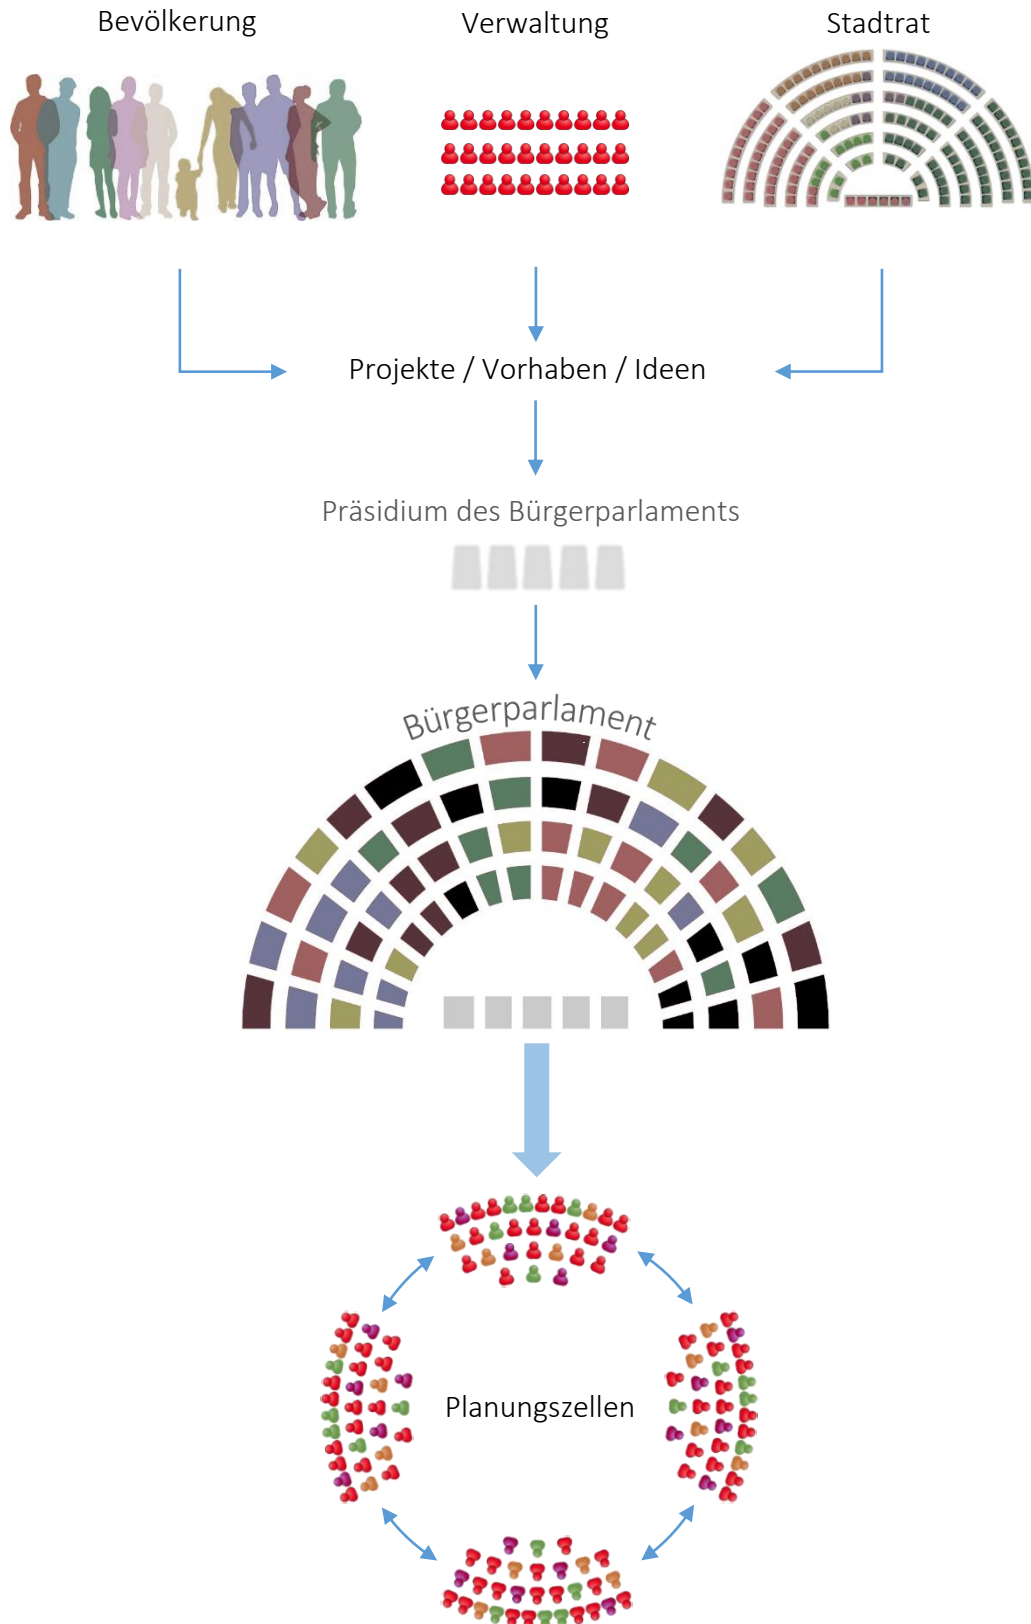 Bevölkerung
Verwaltung
Stadtrat
Projekte / Vorhaben / Ideen
Präsidium des Bürgerparlaments
Bürgerparlament
Planungszellen